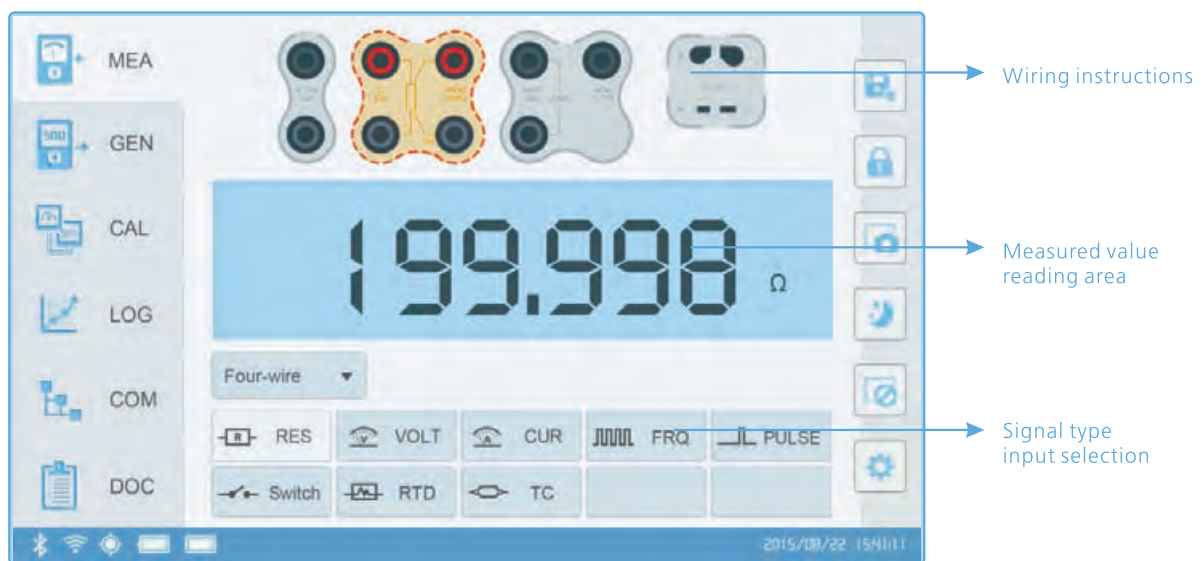 MEA
GEN
CAL
LOG
COM
DOC
Wiring instructions
199.998 Ω
Measured value
reading area
Four-wire
RES VOLT CUR FRQ PULSE
Switch RTD TC
Signal type
input selection
2015/08/22 15:41:11